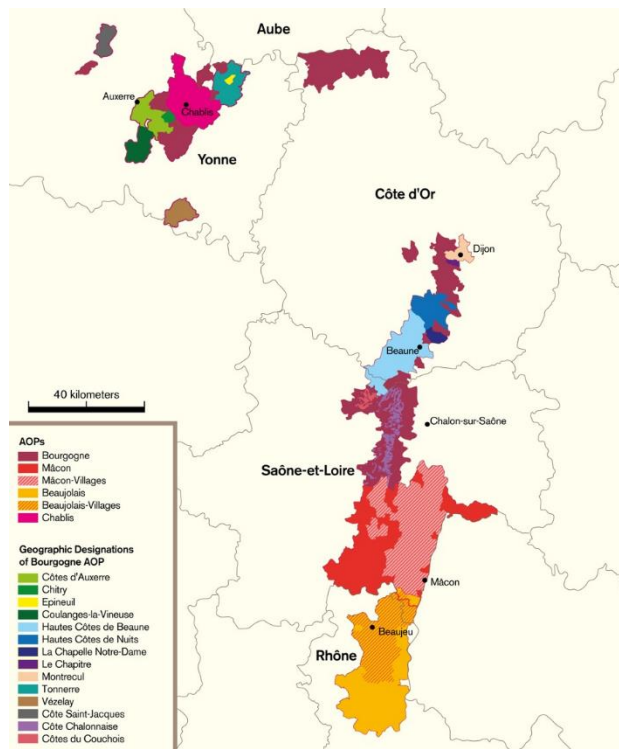 Aube
Auxerre
Chablis
Yonne
Côte d'Or
Dijon
Beaune
40 kilometers
Chalon-sur-Saône
Saône-et-Loire
Mâcon
Beaujeu
Rhône
AOPs
Bourgogne
Mâcon
Mâcon-Villages
Beaujolais
Beaujolais-Villages
Chablis
Geographic Designations
of Bourgogne AOP
Côtes d'Auxerre
Chitry
Epineuil
Coulanges-la-Vineuse
Hautes Côtes de Beaune
Hautes Côtes de Nuits
La Chapelle Notre-Dame
Le Chapitre
Montrecul
Tonnerre
Vézelay
Côte Saint-Jacques
Côte Chalonnaise
Côtes du Couchois